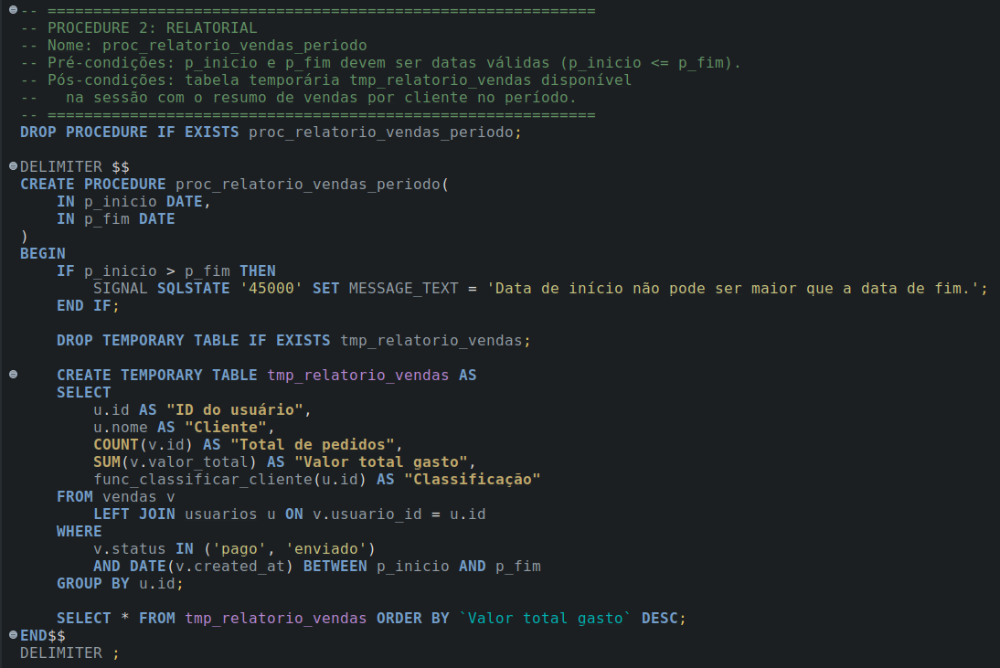 -- ============================================================
-- PROCEDURE 2: RELATORIAL
-- Nome: proc_relatorio_vendas_periodo
-- Pré-condições: p_inicio e p_fim devem ser datas válidas (p_inicio <= p_fim).
-- Pós-condições: tabela temporária tmp_relatorio_vendas disponível
--   na sessão com o resumo de vendas por cliente no período.
-- ============================================================
DROP PROCEDURE IF EXISTS proc_relatorio_vendas_periodo;
DELIMITER $$
CREATE PROCEDURE proc_relatorio_vendas_periodo(
    IN p_inicio DATE,
    IN p_fim DATE
)
BEGIN
    IF p_inicio > p_fim THEN
        SIGNAL SQLSTATE '45000' SET MESSAGE_TEXT = 'Data de início não pode ser maior que a data de fim.';
    END IF;
    DROP TEMPORARY TABLE IF EXISTS tmp_relatorio_vendas;
    CREATE TEMPORARY TABLE tmp_relatorio_vendas AS
    SELECT
        u.id AS "ID do usuário",
        u.nome AS "Cliente",
        COUNT(v.id) AS "Total de pedidos",
        SUM(v.valor_total) AS "Valor total gasto",
        func_classificar_cliente(u.id) AS "Classificação"
    FROM vendas v
        LEFT JOIN usuarios u ON v.usuario_id = u.id
    WHERE
        v.status IN ('pago', 'enviado')
        AND DATE(v.created_at) BETWEEN p_inicio AND p_fim
    GROUP BY u.id;
    SELECT * FROM tmp_relatorio_vendas ORDER BY `Valor total gasto` DESC;
END$$
DELIMITER ;